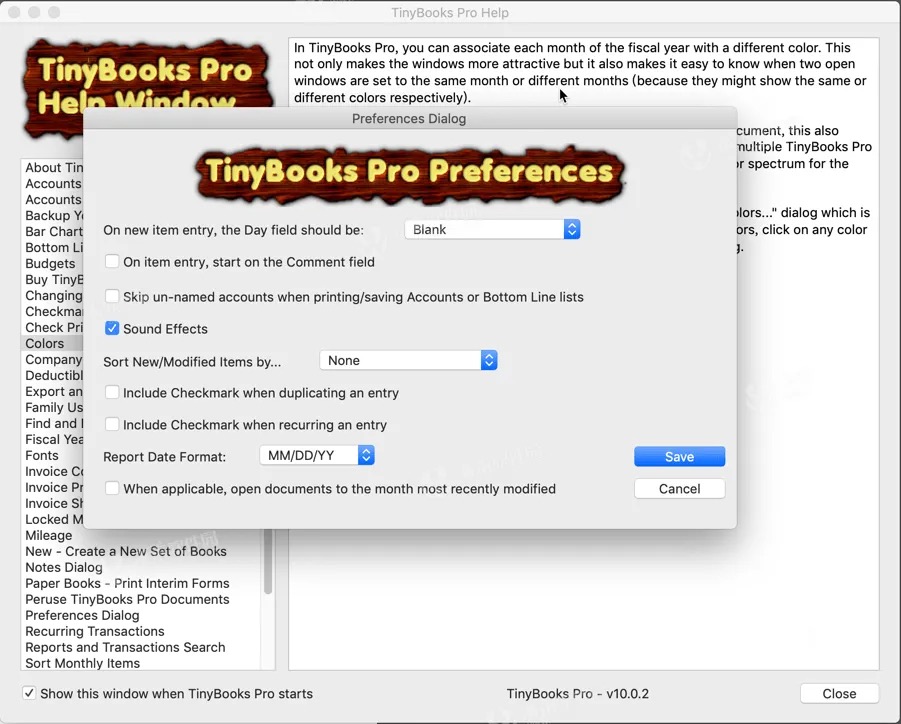 TinyBooks Pro Help
TinyBooks Pro
Help Window
In TinyBooks Pro, you can associate each month of the fiscal year with a different color. This
not only makes the windows more attractive but it also makes it easy to know when two open
windows are set to the same month or different months (because they might show the same or
different colors respectively).
cument, this also
multiple TinyBooks Pro
or spectrum for the
olors..." dialog which is
ors, click on any color
g.
Preferences Dialog
TinyBooks Pro Preferences
On new item entry, the Day field should be: Blank
On item entry, start on the Comment field
Skip un-named accounts when printing/saving Accounts or Bottom Line lists
Sound Effects
Sort New/Modified Items by... None
Include Checkmark when duplicating an entry
Include Checkmark when recurring an entry
Report Date Format: MM/DD/YY
Save
When applicable, open documents to the month most recently modified
Cancel
About Tin
Accounts
Accounts
Backup Yo
Bar Chart
Bottom Li
Budgets
Buy TinyB
Changing
Checkmar
Check Pri
Colors
Company
Deductibl
Export an
Family Us
Find and
Fiscal Yea
Fonts
Invoice Co
Invoice Pr
Invoice Sh
Locked M
Mileage
New - Create a New Set of Books
Notes Dialog
Paper Books - Print Interim Forms
Peruse TinyBooks Pro Documents
Preferences Dialog
Recurring Transactions
Reports and Transactions Search
Sort Monthly Items
Show this window when TinyBooks Pro starts
TinyBooks Pro - v10.0.2
Close